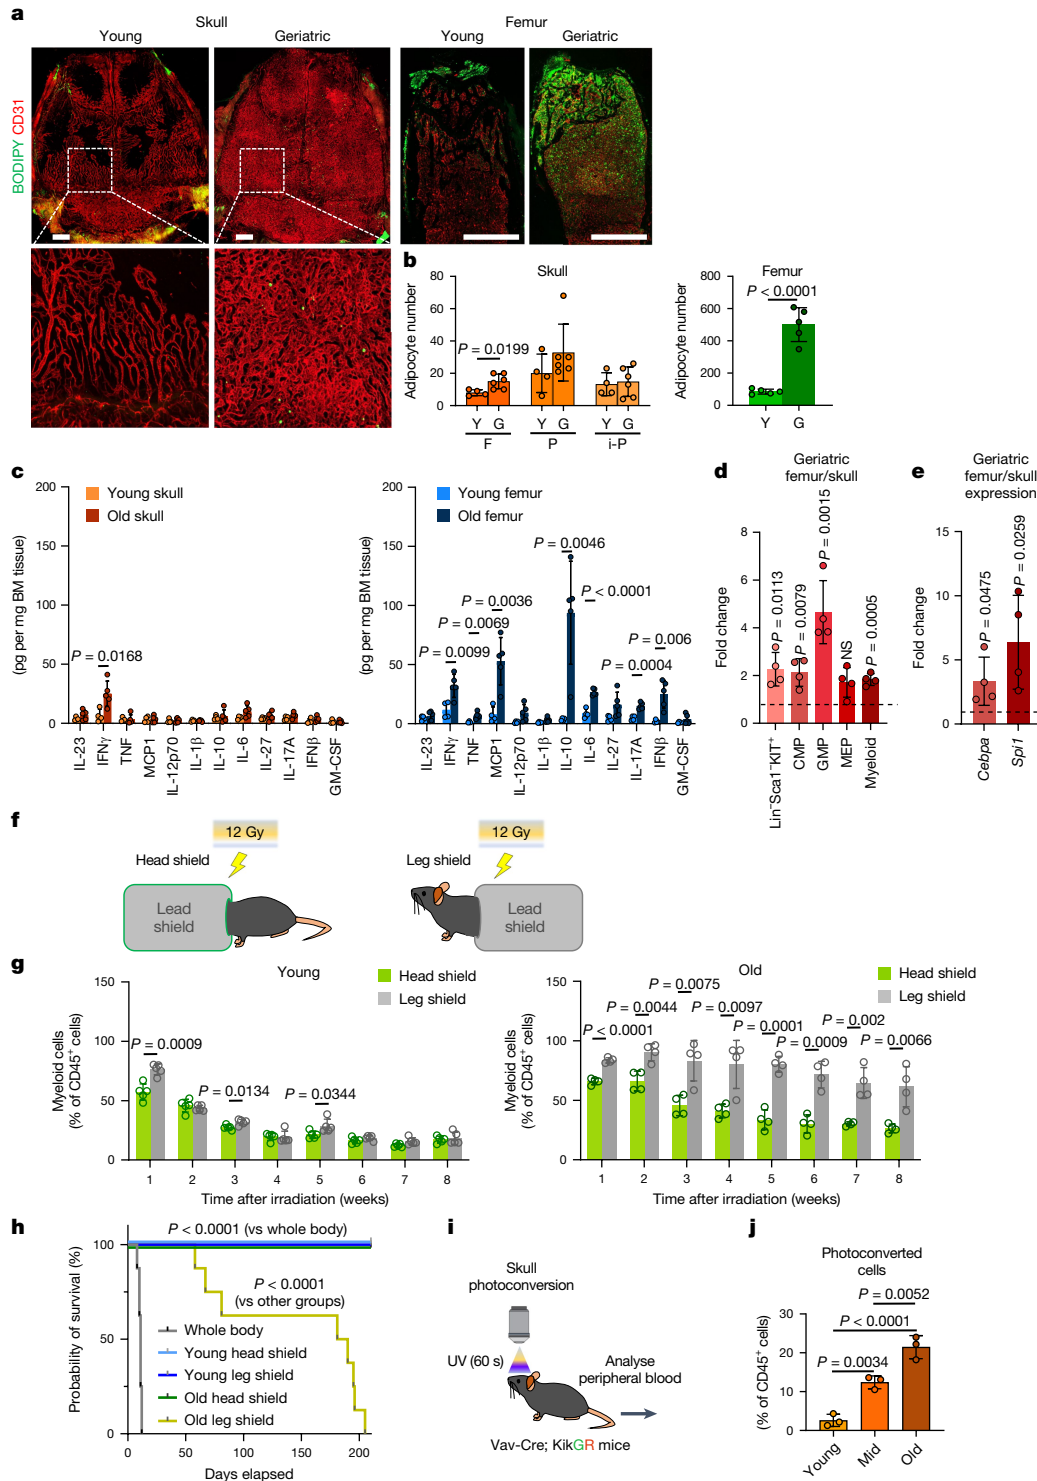 a
Skull
Femur
Young
Geriatric
Young
Geriatric
BODIPY CD31
b
Skull
Femur
Adipocyte number
80
60
40
20
0
P = 0.0199
Y G Y G Y G
F P i-P
Adipocyte number
800
600
400
200
0
P < 0.0001
Y G
c
(pg per mg BM tissue)
200
150
100
50
0
Young skull
Old skull
P = 0.0168
IL-23
IFNγ
TNF
MCP1
IL-12p70
IL-1β
IL-10
IL-6
IL-27
IL-17A
IFNβ
GM-CSF
(pg per mg BM tissue)
200
150
100
50
0
Young femur
Old femur
P = 0.0046
P < 0.0001
P = 0.0036
P = 0.0069
P = 0.0099
P = 0.006
P = 0.0004
IL-23
IFNγ
TNF
MCP1
IL-12p70
IL-1β
IL-10
IL-6
IL-27
IL-17A
IFNβ
GM-CSF
d
Geriatric
femur/skull
Fold change
8
6
4
2
0
P = 0.0113
P = 0.0079
P = 0.0015
NS
P = 0.0005
Lin⁻Sca1⁻KIT⁺
CMP
GMP
MEP
Myeloid
e
Geriatric
femur/skull
expression
Fold change
15
10
5
0
P = 0.0475
P = 0.0259
Cebpa
Spi1
f
12 Gy
Head shield
Lead
shield
12 Gy
Leg shield
Lead
shield
g
Young
Head shield
Leg shield
Myeloid cells
(% of CD45⁺ cells)
150
100
50
0
P = 0.0009
P = 0.0134
P = 0.0344
1 2 3 4 5 6 7 8
Time after irradiation (weeks)
Old
Head shield
Leg shield
Myeloid cells
(% of CD45⁺ cells)
150
100
50
0
P < 0.0001
P = 0.0044
P = 0.0075
P = 0.0097
P = 0.0001
P = 0.0009
P = 0.002
P = 0.0066
1 2 3 4 5 6 7 8
Time after irradiation (weeks)
h
P < 0.0001 (vs whole body)
P < 0.0001
(vs other groups)
Probability of survival (%)
100
50
0
Whole body
Young head shield
Young leg shield
Old head shield
Old leg shield
0 50 100 150 200
Days elapsed
i
Skull
photoconversion
UV (60 s)
Analyse
peripheral blood
Vav-Cre; KikGR mice
j
Photoconverted
cells
(% of CD45⁺ cells)
30
20
10
0
P = 0.0052
P < 0.0001
P = 0.0034
Young
Mid
Old